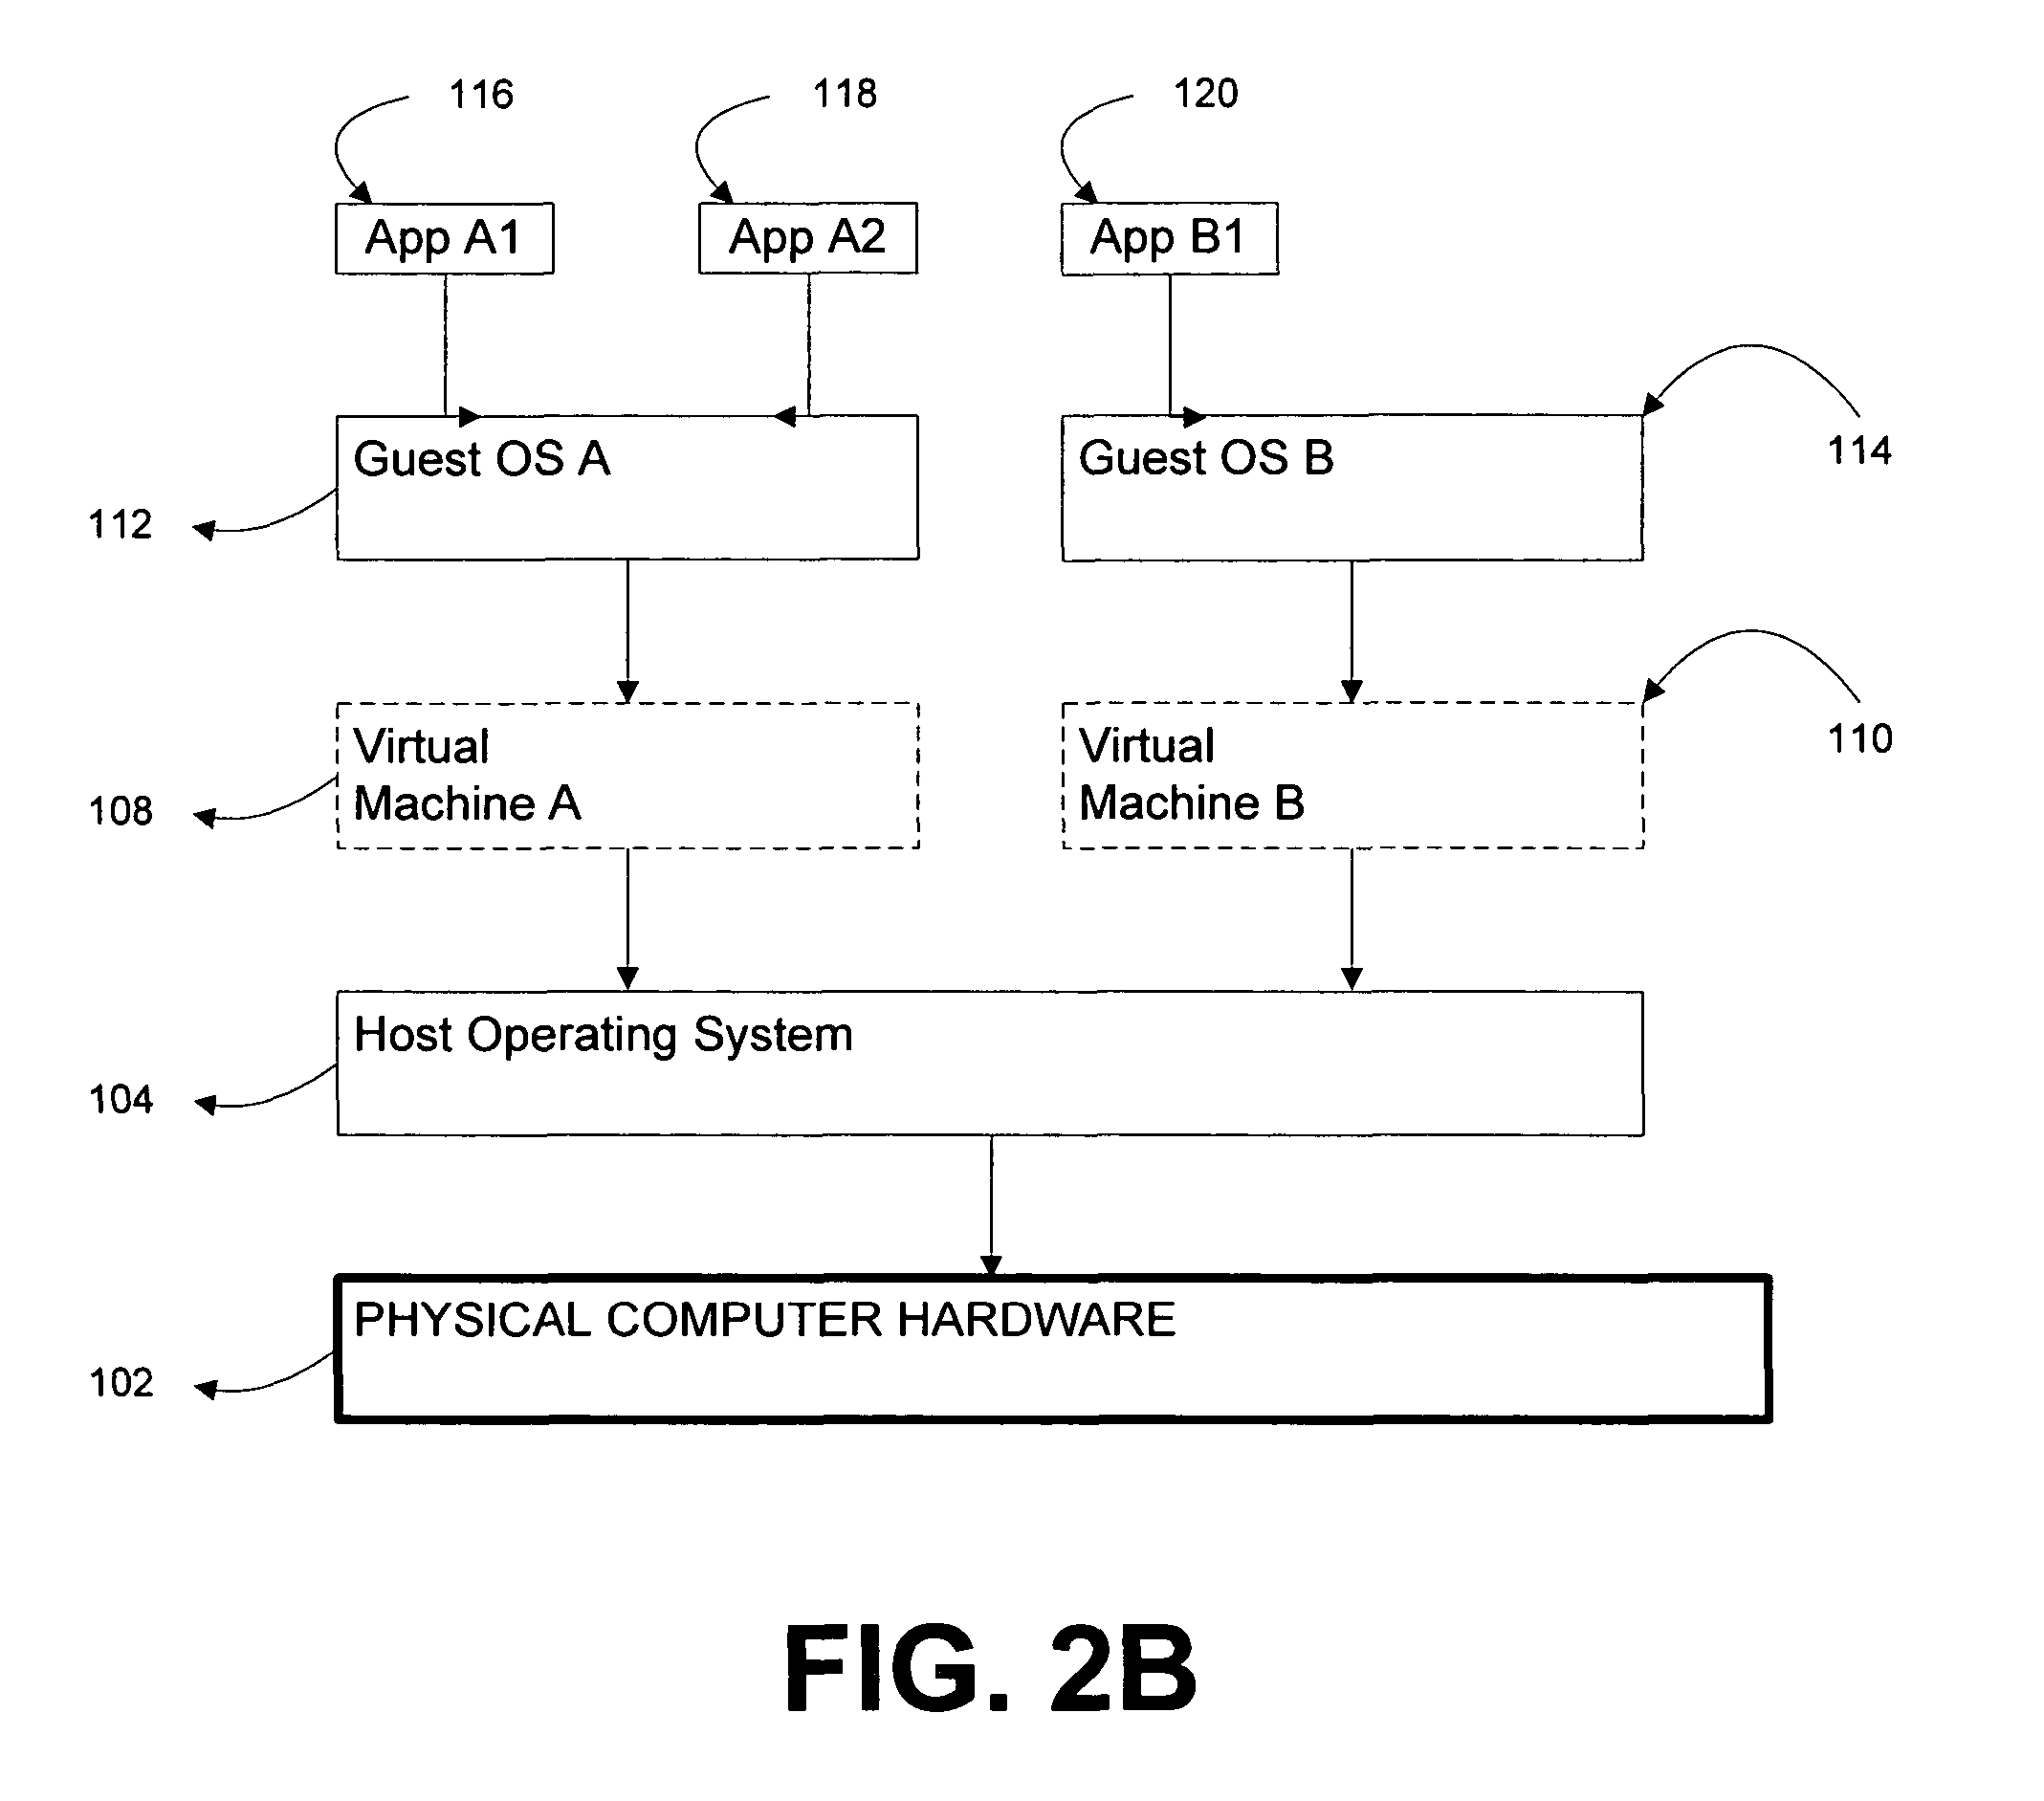 116
118
120
App A1
App A2
App B1
Guest OS A
Guest OS B
114
112
Virtual
Machine A
Virtual
Machine B
110
108
Host Operating System
104
PHYSICAL COMPUTER HARDWARE
102
FIG. 2B